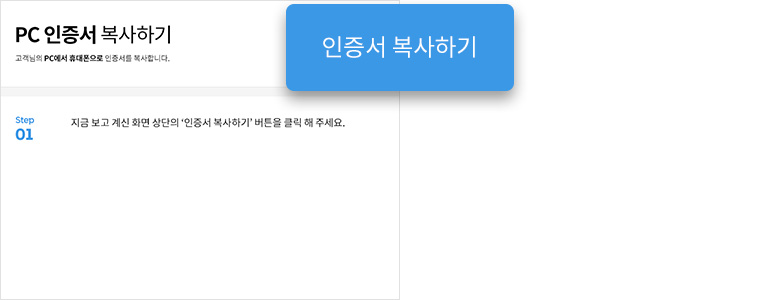 PC 인증서 복사하기
인증서 복사하기
고객님의 PC에서 휴대폰으로 인증서를 복사합니다.
Step
01
지금 보고 계신 화면 상단의 ‘인증서 복사하기’ 버튼을 클릭 해 주세요.